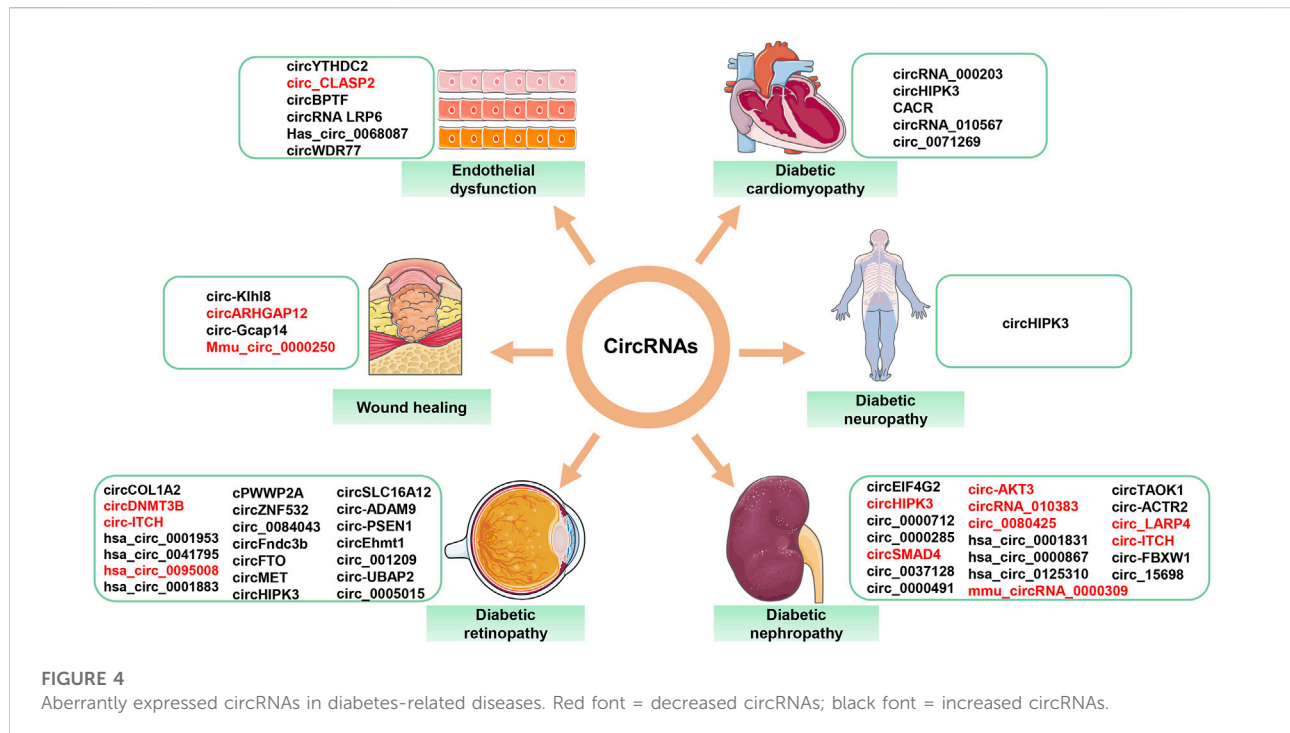 circYTHDC2
circ_CLASP2
circBPTF
circRNA LRP6
Has_circ_0068087
circWDR77
Endothelial
dysfunction
circRNA_000203
circHIPK3
CACR
circRNA_010567
circ_0071269
Diabetic
cardiomyopathy
circ-Klhl8
circARHGAP12
circ-Gcap14
Mmu_circ_0000250
Wound healing
CircRNAs
circHIPK3
Diabetic
neuropathy
circCOL1A2
circDNMT3B
circ-ITCH
hsa_circ_0001953
hsa_circ_0041795
hsa_circ_0095008
hsa_circ_0001883
cPWWP2A
circZNF532
circ_0084043
circFndc3b
circFTO
circMET
circHIPK3
circSLC16A12
circ-ADAM9
circ-PSEN1
circEhmt1
circ_001209
circ-UBAP2
circ_0005015
Diabetic
retinopathy
circEIF4G2
circHIPK3
circ_0000712
circ_0000285
circSMAD4
circ_0037128
circ_0000491
circ-AKT3
circRNA_010383
circ_0080425
hsa_circ_0001831
hsa_circ_0000867
hsa_circ_0125310
mmu_circRNA_0000309
circTAOK1
circ-ACTR2
circ_LARP4
circ-ITCH
circ-FBXW1
circ_15698
Diabetic
nephropathy
FIGURE 4
Aberrantly expressed circRNAs in diabetes-related diseases. Red font = decreased circRNAs; black font = increased circRNAs.